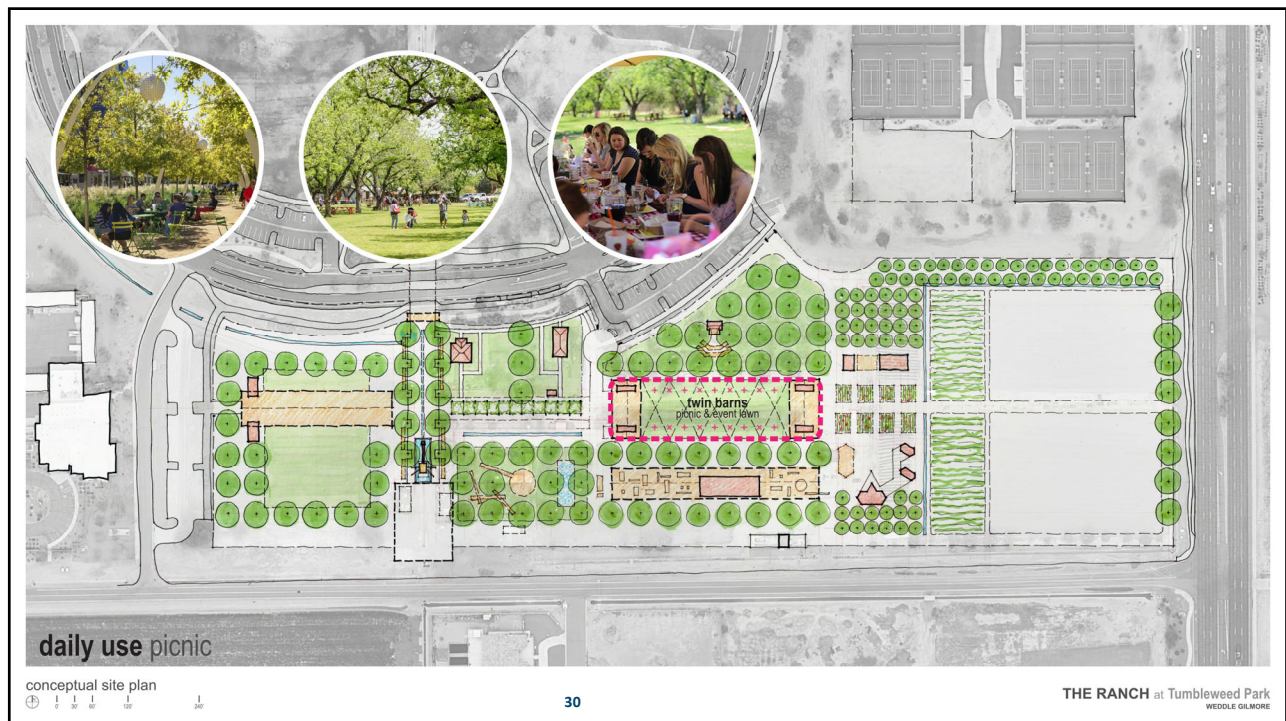 twin barns
picnic & event lawn
daily use picnic
conceptual site plan
0' 30' 60' 120' 240'
30
THE RANCH at Tumbleweed Park
WEDDLE GILMORE